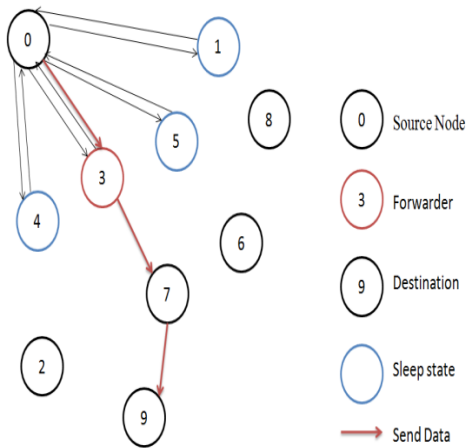 0
1
5
8
3
4
6
7
2
9
0 Source Node
3 Forwarder
9 Destination
Sleep state
Send Data